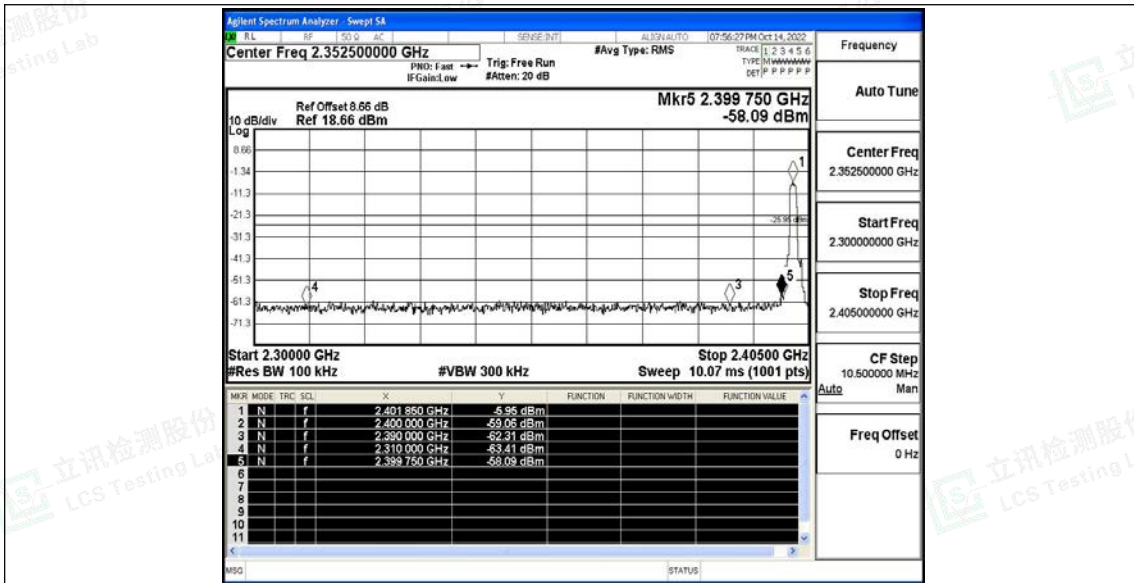 Agilent Spectrum Analyzer - Swept SA
RL RF 50 Ω AC SENSE:INT ALIGN AUTO 07:56:27 PM Oct 14, 2022
Center Freq 2.352500000 GHz
PNO: Fast
IFGain:Low
Trig: Free Run
#Atten: 20 dB
#Avg Type: RMS
TRACE 1 2 3 4 5 6
TYPE M
DET P P P P P P
Ref Offset 8.66 dB
10 dB/div Ref 18.66 dBm
Log
Mkr5 2.399 750 GHz
-58.09 dBm
8.66
-1.34
-11.3
-21.3
-31.3
-41.3
-51.3
-61.3
-71.3
1
-25.95 dBm
4
3
5
Start 2.30000 GHz Stop 2.40500 GHz
#Res BW 100 kHz #VBW 300 kHz Sweep 10.07 ms (1001 pts)
MKR MODE TRC SCL X Y FUNCTION FUNCTION WIDTH FUNCTION VALUE
1 N f 2.401 850 GHz -5.95 dBm
2 N f 2.400 000 GHz -59.06 dBm
3 N f 2.390 000 GHz -62.31 dBm
4 N f 2.310 000 GHz -63.41 dBm
5 N f 2.399 750 GHz -58.09 dBm
6
7
8
9
10
11
MSG STATUS
Frequency
Auto Tune
Center Freq
2.352500000 GHz
Start Freq
2.300000000 GHz
Stop Freq
2.405000000 GHz
CF Step
10.500000 MHz
Auto Man
Freq Offset
0 Hz
立讯检测股份
LCS Testing Lab
立讯检测股份
LCS Testing L